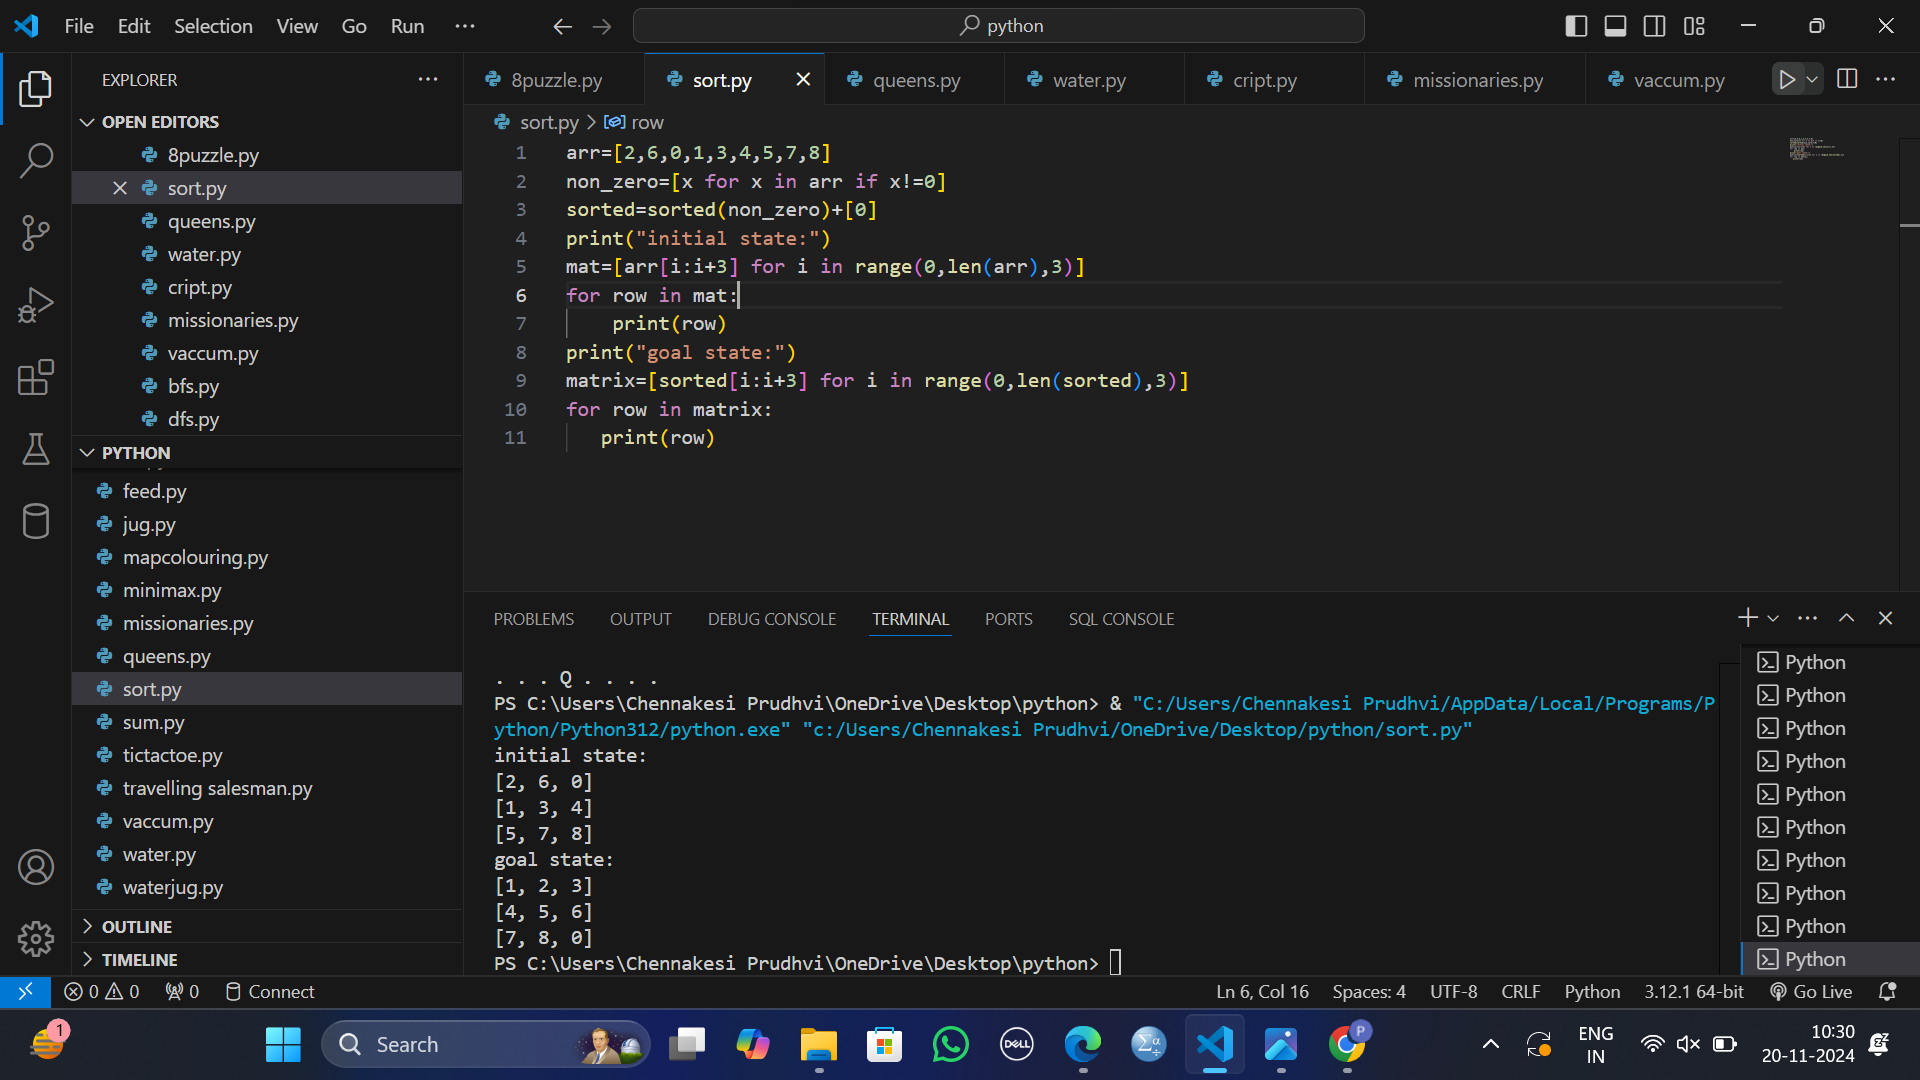 File Edit Selection View Go Run ...
python
EXPLORER
OPEN EDITORS
8puzzle.py
sort.py
queens.py
water.py
cript.py
missionaries.py
vaccum.py
bfs.py
dfs.py
PYTHON
feed.py
jug.py
mapcolouring.py
minimax.py
missionaries.py
queens.py
sort.py
sum.py
tictactoe.py
travelling salesman.py
vaccum.py
water.py
waterjug.py
OUTLINE
TIMELINE
8puzzle.py sort.py queens.py water.py cript.py missionaries.py vaccum.py
sort.py > row
1 arr=[2,6,0,1,3,4,5,7,8]
2 non_zero=[x for x in arr if x!=0]
3 sorted=sorted(non_zero)+[0]
4 print("initial state:")
5 mat=[arr[i:i+3] for i in range(0,len(arr),3)]
6 for row in mat:
7     print(row)
8 print("goal state:")
9 matrix=[sorted[i:i+3] for i in range(0,len(sorted),3)]
10 for row in matrix:
11    print(row)
PROBLEMS OUTPUT DEBUG CONSOLE TERMINAL PORTS SQL CONSOLE
. . . Q . . . .
PS C:\Users\Chennakesi Prudhvi\OneDrive\Desktop\python> & "C:/Users/Chennakesi Prudhvi/AppData/Local/Programs/P
ython/Python312/python.exe" "c:/Users/Chennakesi Prudhvi/OneDrive/Desktop/python/sort.py"
initial state:
[2, 6, 0]
[1, 3, 4]
[5, 7, 8]
goal state:
[1, 2, 3]
[4, 5, 6]
[7, 8, 0]
PS C:\Users\Chennakesi Prudhvi\OneDrive\Desktop\python>
Python
Python
Python
Python
Python
Python
Python
Python
Python
Python
0 0 0 Connect
Ln 6, Col 16 Spaces: 4 UTF-8 CRLF Python 3.12.1 64-bit Go Live
1
Search
DELL
P
ENG
IN
10:30
20-11-2024